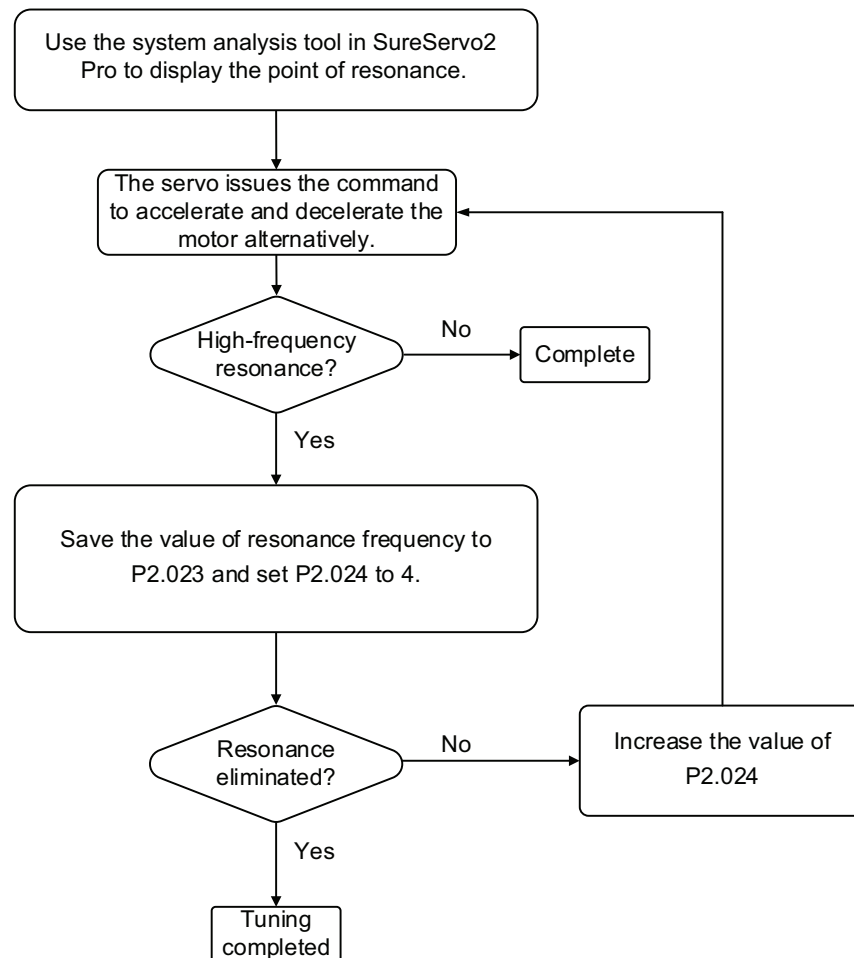 Use the system analysis tool in SureServo2
Pro to display the point of resonance.
The servo issues the command
to accelerate and decelerate the
motor alternatively.
High-frequency
resonance?
No
Complete
Yes
Save the value of resonance frequency to
P2.023 and set P2.024 to 4.
Resonance
eliminated?
No
Increase the value of
P2.024
Yes
Tuning
completed